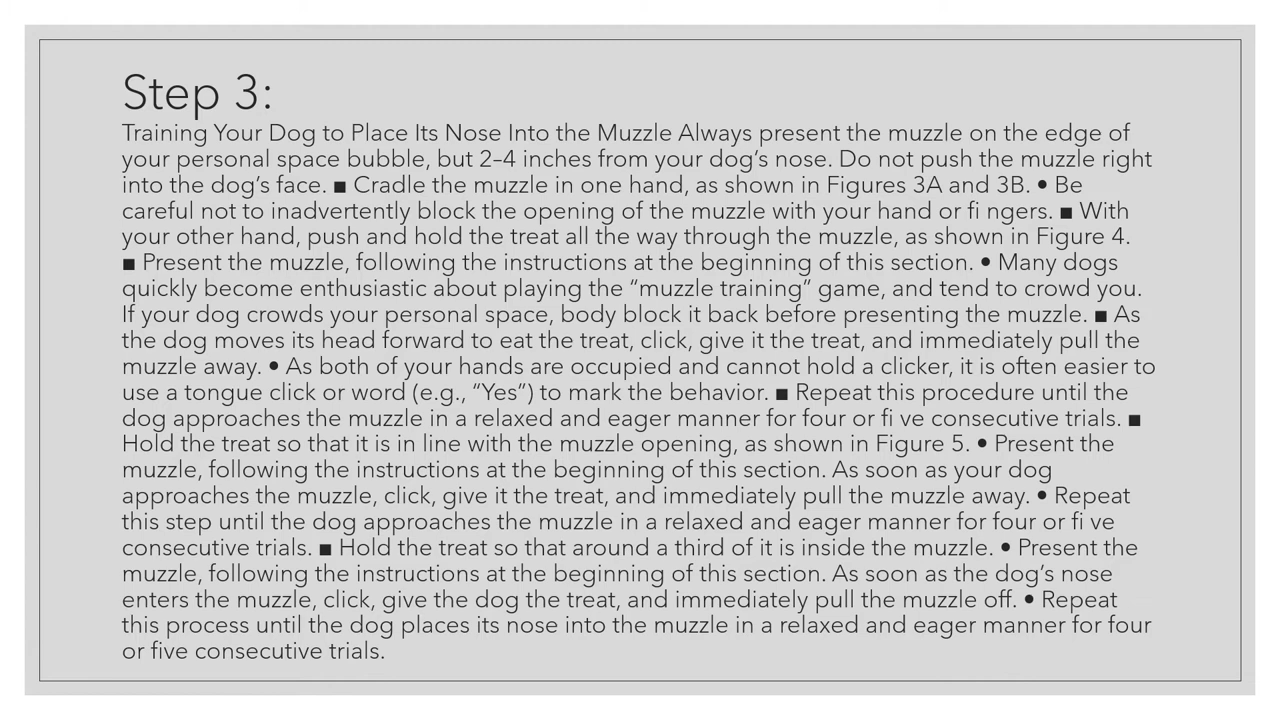 Step 3:
Training Your Dog to Place Its Nose Into the Muzzle Always present the muzzle on the edge of
your personal space bubble, but 2–4 inches from your dog’s nose. Do not push the muzzle right
into the dog’s face. ■ Cradle the muzzle in one hand, as shown in Figures 3A and 3B. • Be
careful not to inadvertently block the opening of the muzzle with your hand or fi ngers. ■ With
your other hand, push and hold the treat all the way through the muzzle, as shown in Figure 4.
■ Present the muzzle, following the instructions at the beginning of this section. • Many dogs
quickly become enthusiastic about playing the “muzzle training” game, and tend to crowd you.
If your dog crowds your personal space, body block it back before presenting the muzzle. ■ As
the dog moves its head forward to eat the treat, click, give it the treat, and immediately pull the
muzzle away. • As both of your hands are occupied and cannot hold a clicker, it is often easier to
use a tongue click or word (e.g., “Yes”) to mark the behavior. ■ Repeat this procedure until the
dog approaches the muzzle in a relaxed and eager manner for four or fi ve consecutive trials. ■
Hold the treat so that it is in line with the muzzle opening, as shown in Figure 5. • Present the
muzzle, following the instructions at the beginning of this section. As soon as your dog
approaches the muzzle, click, give it the treat, and immediately pull the muzzle away. • Repeat
this step until the dog approaches the muzzle in a relaxed and eager manner for four or fi ve
consecutive trials. ■ Hold the treat so that around a third of it is inside the muzzle. • Present the
muzzle, following the instructions at the beginning of this section. As soon as the dog’s nose
enters the muzzle, click, give the dog the treat, and immediately pull the muzzle off. • Repeat
this process until the dog places its nose into the muzzle in a relaxed and eager manner for four
or five consecutive trials.